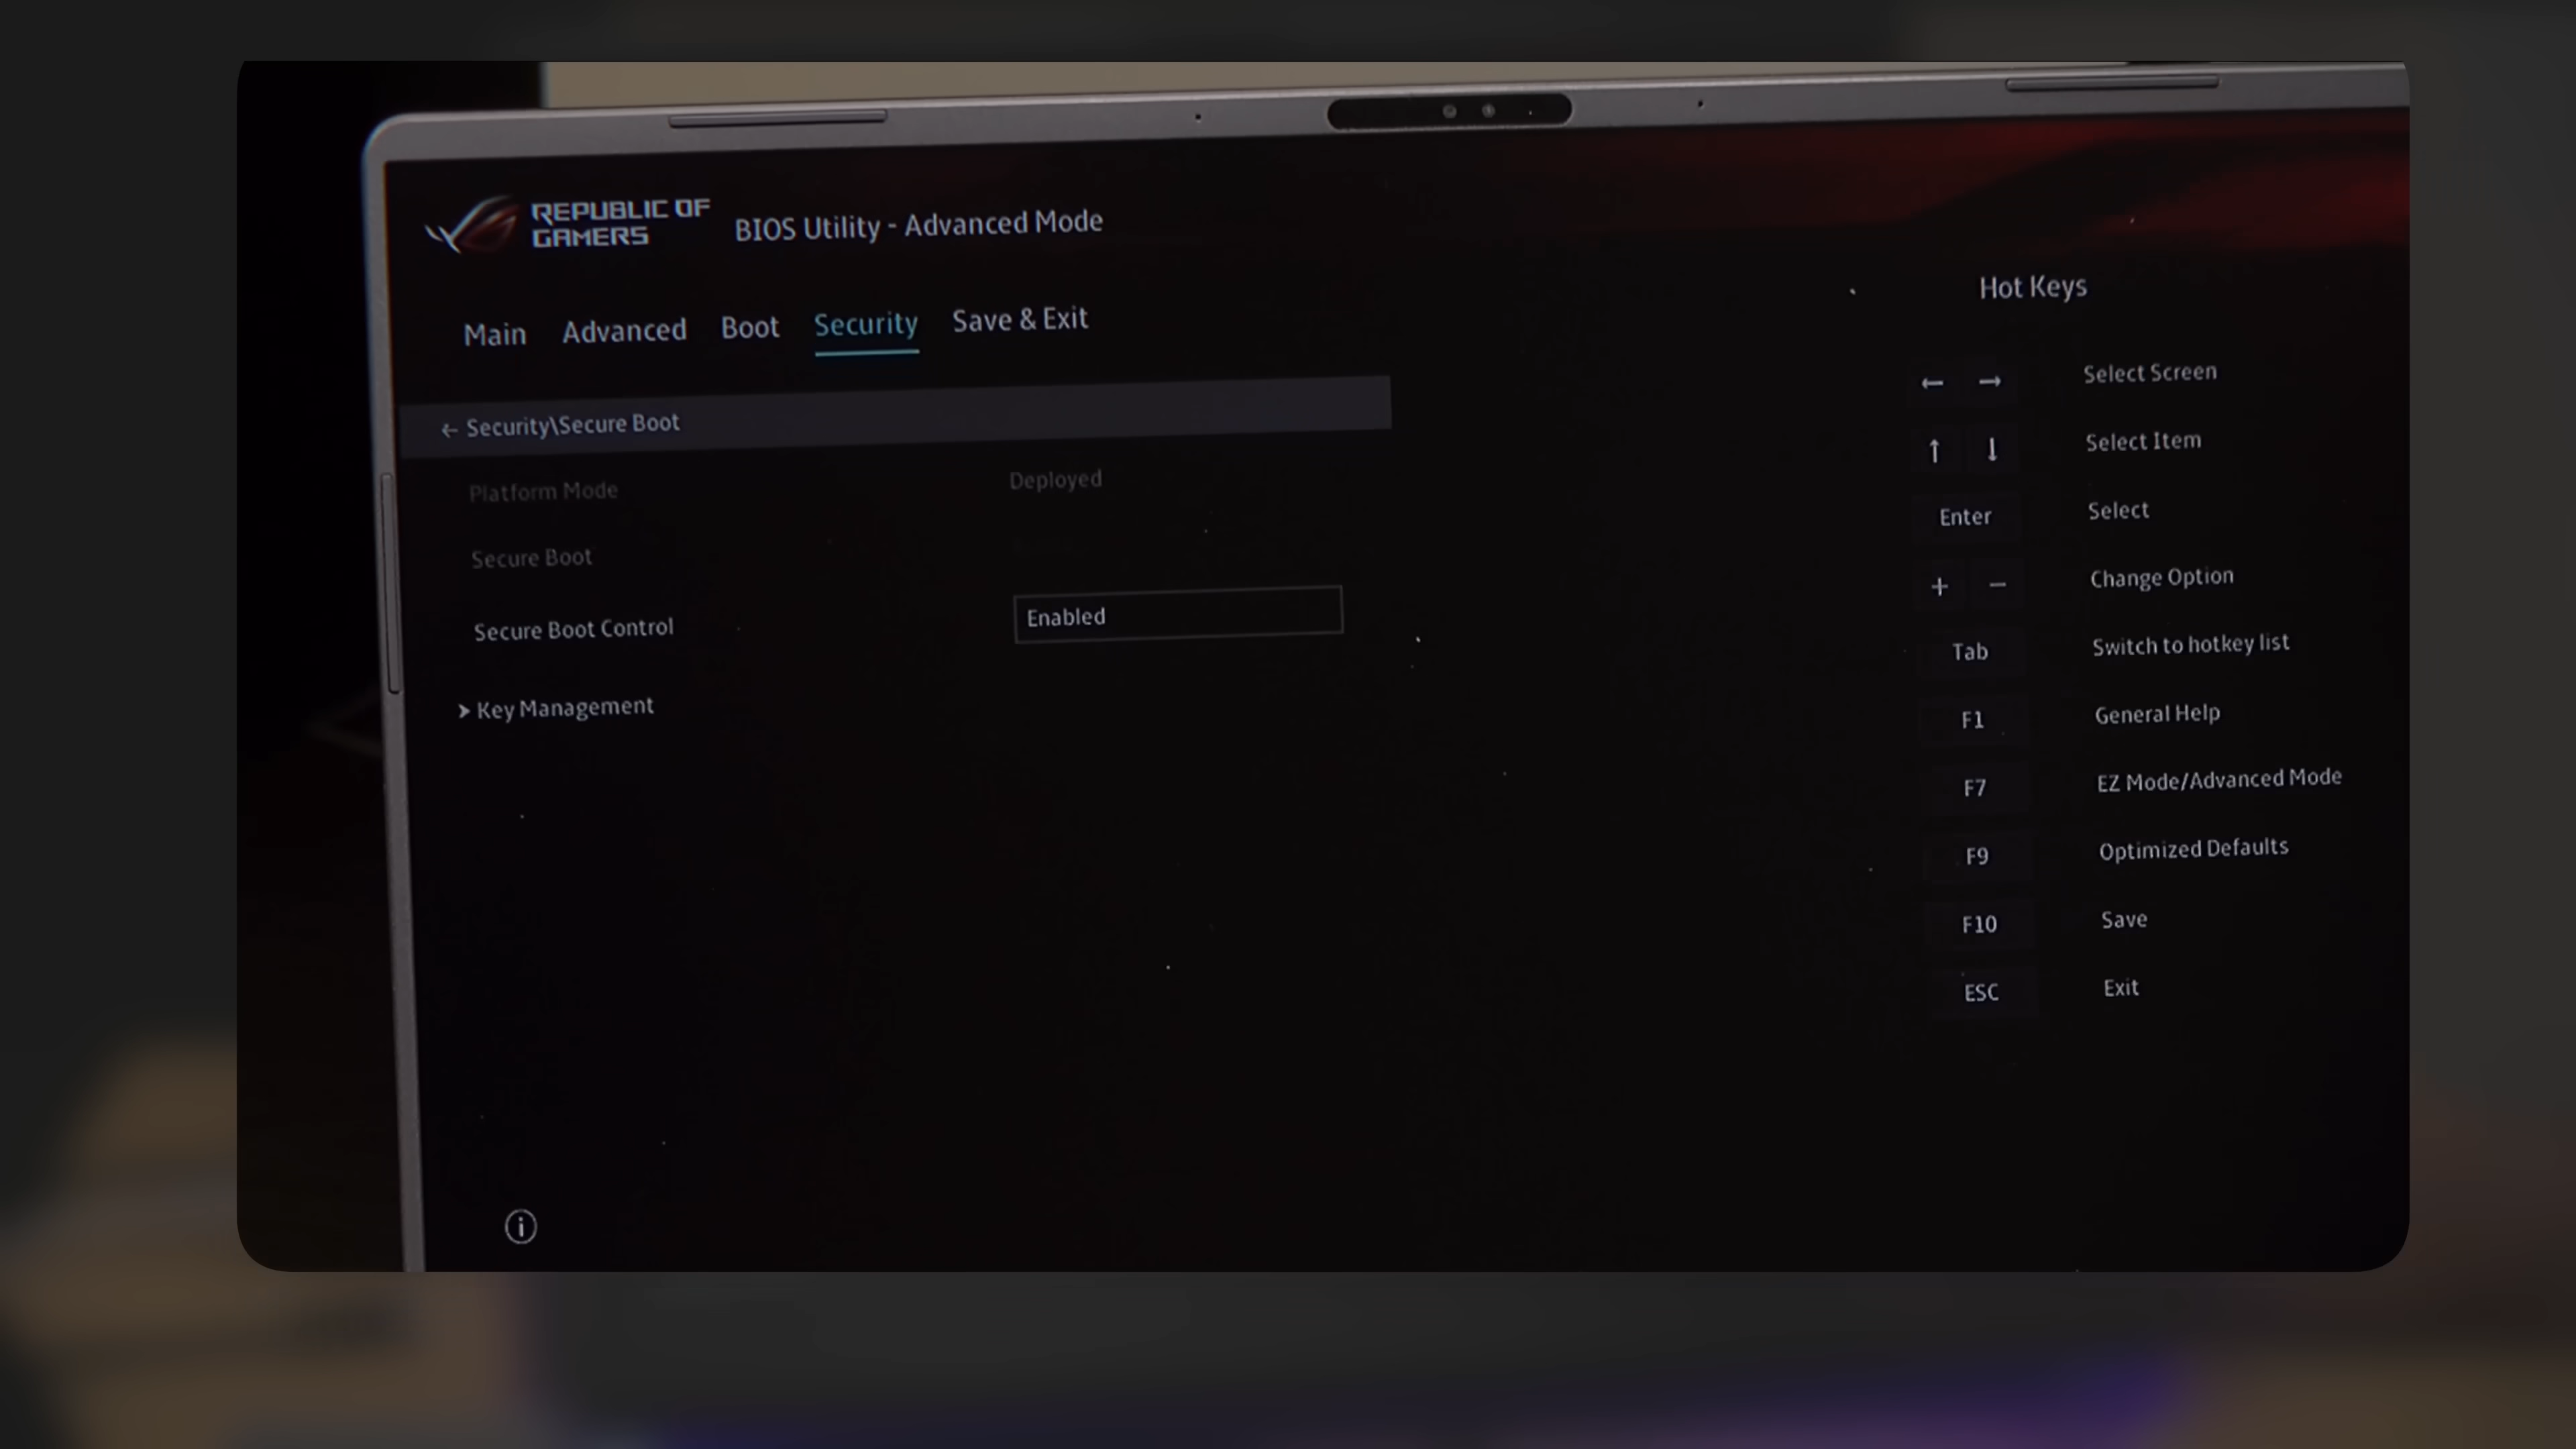 REPUBLIC OF
GAMERS
BIOS Utility - Advanced Mode
Main Advanced Boot Security Save & Exit
← Security\Secure Boot
Platform Mode Deployed
Secure Boot
Secure Boot Control Enabled
> Key Management
Hot Keys
← → Select Screen
↑ ↓ Select Item
Enter Select
+ − Change Option
Tab Switch to hotkey list
F1 General Help
F7 EZ Mode/Advanced Mode
F9 Optimized Defaults
F10 Save
ESC Exit
i